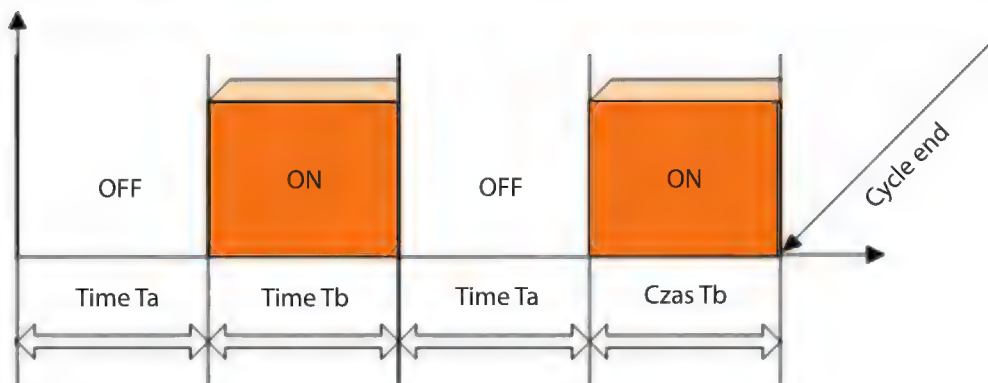 OFF
ON
OFF
ON
Cycle end
Time Ta
Time Tb
Time Ta
Czas Tb